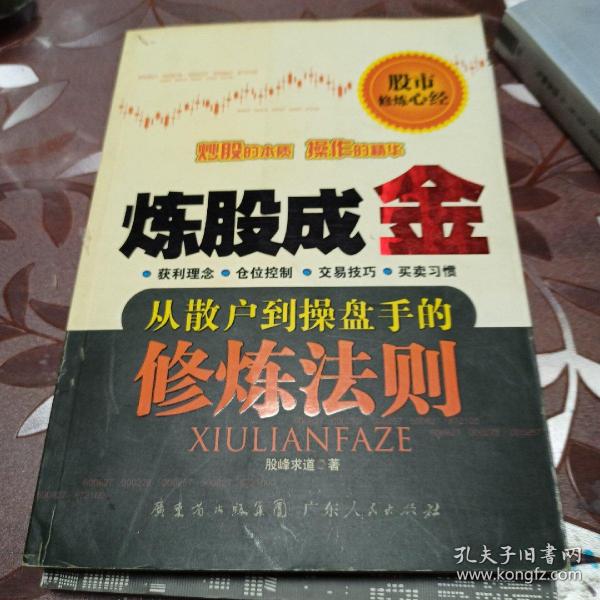 股市
修炼心经
炒股的本质 操作的精华
炼股成金
•获利理念 •仓位控制 •交易技巧 •买卖习惯
从散户到操盘手的
修炼法则
XIULIANFAZE
股峰求道◎著
广东省出版集团 广东人民出版社
孔夫子旧书网
www.kongfz.com